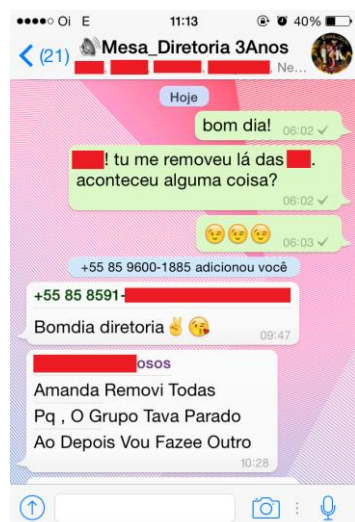 Oi E 11:13 40%
(21) Mesa_Diretoria 3Anos
, Ne...
Hoje
bom dia! 06:02
! tu me removeu lá das .
aconteceu alguma coisa?
06:02
06:03
+55 85 9600-1885 adicionou você
+55 85 8591-
Bomdia diretoria✌️😘
09:47
osos
Amanda Removi Todas
Pq , O Grupo Tava Parado
Ao Depois Vou Fazee Outro
10:28